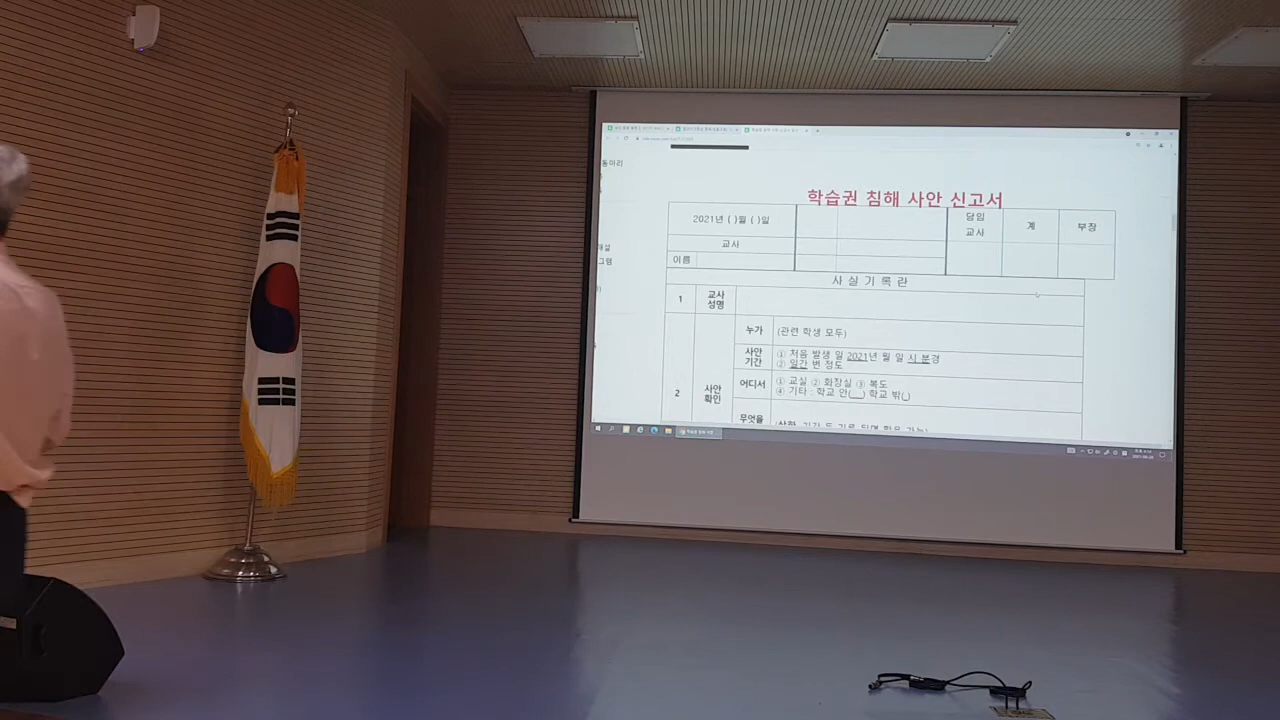 동아리
학습권 침해 사안 신고서
2021년 ( )월 ( )일
담임
교사
계
부장
교사
이름
사 실 기 록 란
1
교사
성명
2
사안
확인
누가
(관련 학생 모두)
사안
기간
① 처음 발생 일 2021년 월 일 시 분경
② 일간 번 정도
어디서
① 교실 ② 화장실 ③ 복도
④ 기타 : 학교 안(__) 학교 밖(_)
무엇을